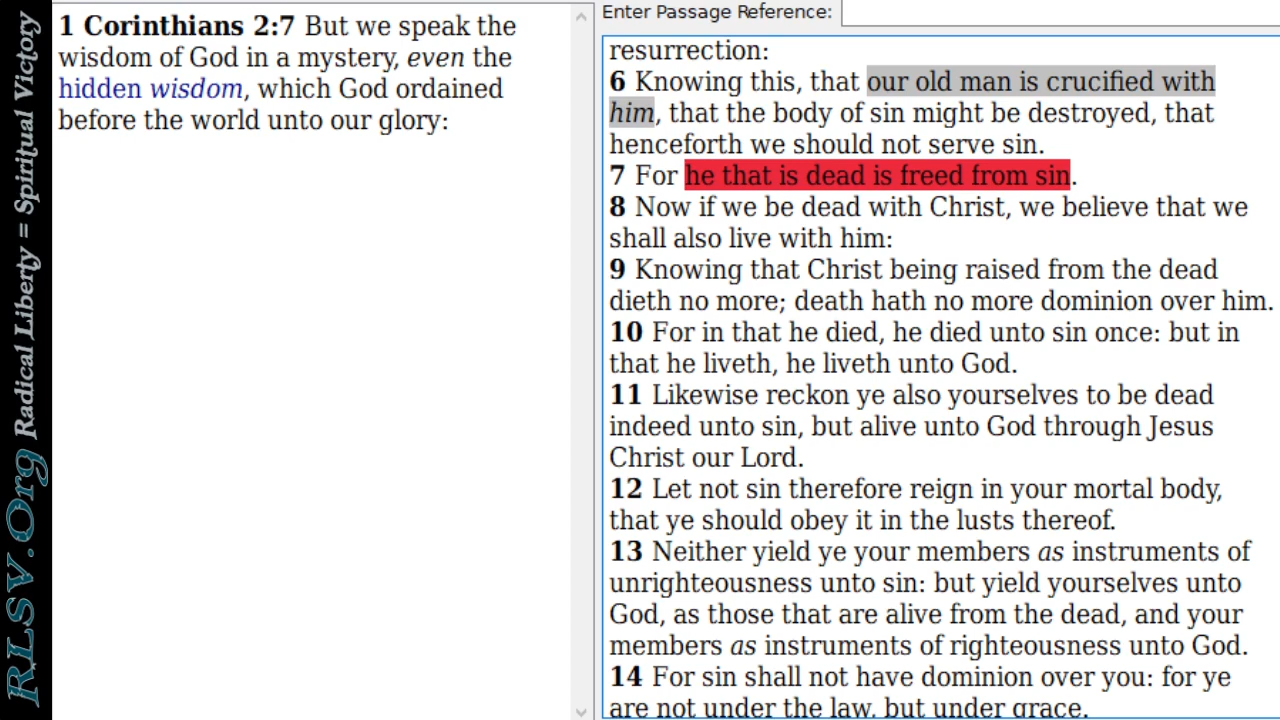 RLSV.Org Radical Liberty = Spiritual Victory
1 Corinthians 2:7 But we speak the
wisdom of God in a mystery, even the
hidden wisdom, which God ordained
before the world unto our glory:
Enter Passage Reference:
resurrection:
6 Knowing this, that our old man is crucified with
him, that the body of sin might be destroyed, that
henceforth we should not serve sin.
7 For he that is dead is freed from sin.
8 Now if we be dead with Christ, we believe that we
shall also live with him:
9 Knowing that Christ being raised from the dead
dieth no more; death hath no more dominion over him.
10 For in that he died, he died unto sin once: but in
that he liveth, he liveth unto God.
11 Likewise reckon ye also yourselves to be dead
indeed unto sin, but alive unto God through Jesus
Christ our Lord.
12 Let not sin therefore reign in your mortal body,
that ye should obey it in the lusts thereof.
13 Neither yield ye your members as instruments of
unrighteousness unto sin: but yield yourselves unto
God, as those that are alive from the dead, and your
members as instruments of righteousness unto God.
14 For sin shall not have dominion over you: for ye
are not under the law, but under grace.